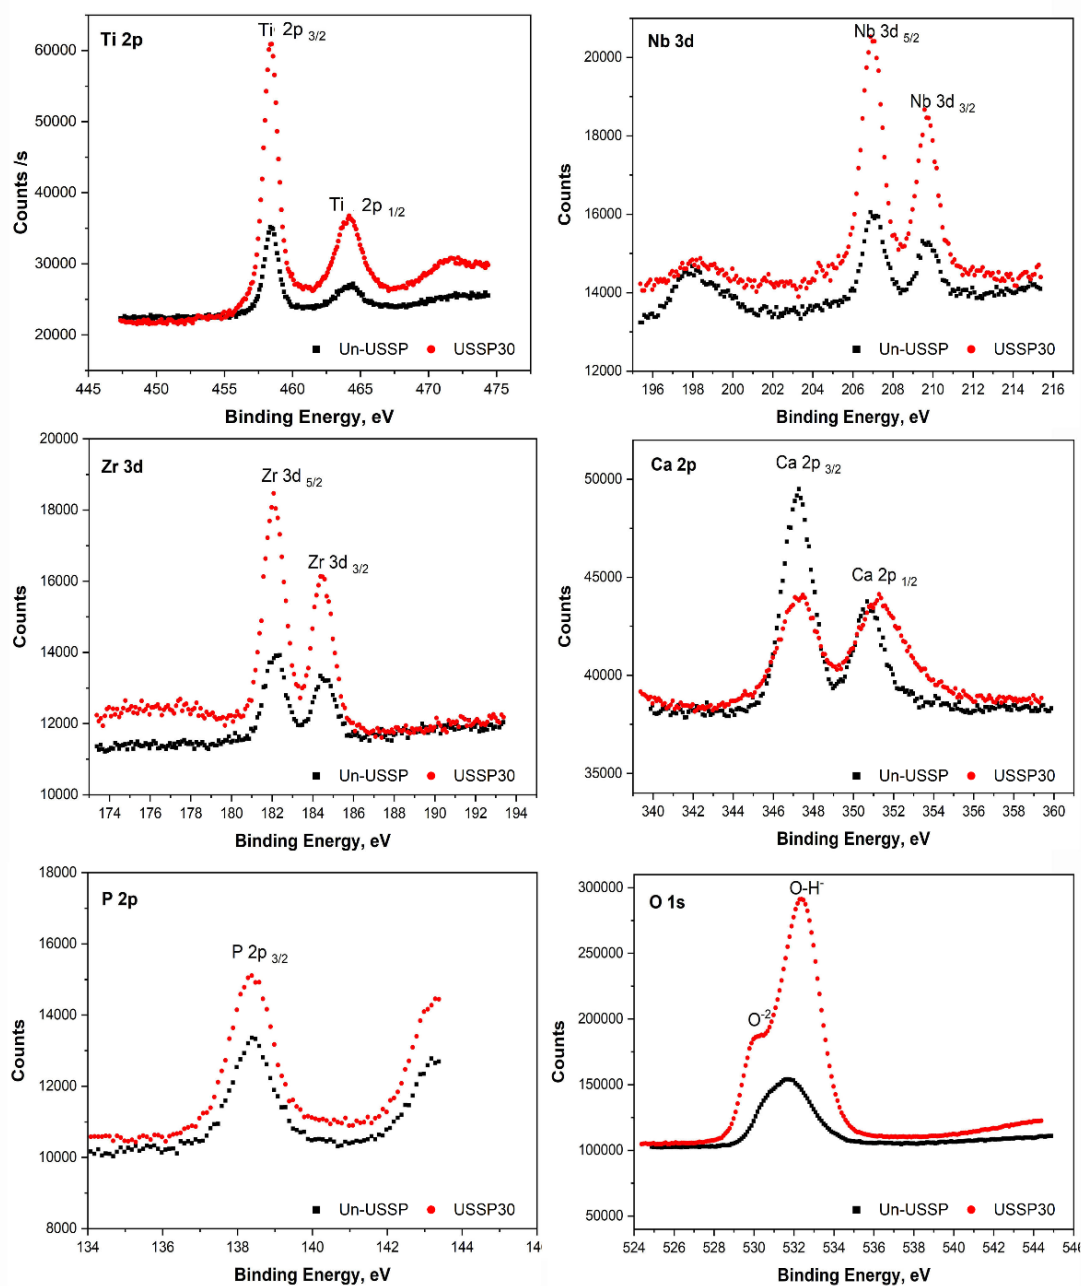 Ti 2p
Ti 2p 3/2
Ti 2p 1/2
60000
50000
40000
30000
20000
Counts /s
Un-USSP USSP30
445 450 455 460 465 470 475
Binding Energy, eV
Nb 3d
Nb 3d 5/2
Nb 3d 3/2
20000
18000
16000
14000
12000
Counts
Un-USSP USSP30
196 198 200 202 204 206 208 210 212 214 216
Binding Energy, eV
Zr 3d
Zr 3d 5/2
Zr 3d 3/2
20000
18000
16000
14000
12000
10000
Counts
Un-USSP USSP30
174 176 178 180 182 184 186 188 190 192 194
Binding Energy, eV
Ca 2p
Ca 2p 3/2
Ca 2p 1/2
50000
45000
40000
35000
Counts
Un-USSP USSP30
340 342 344 346 348 350 352 354 356 358 360
Binding Energy, eV
P 2p
P 2p 3/2
18000
16000
14000
12000
10000
8000
Counts
Un-USSP USSP30
134 136 138 140 142 144 14
Binding Energy, eV
O 1s
O-H-
O-2
300000
250000
200000
150000
100000
50000
Counts
Un-USSP USSP30
524 526 528 530 532 534 536 538 540 542 544 546
Binding Energy, eV